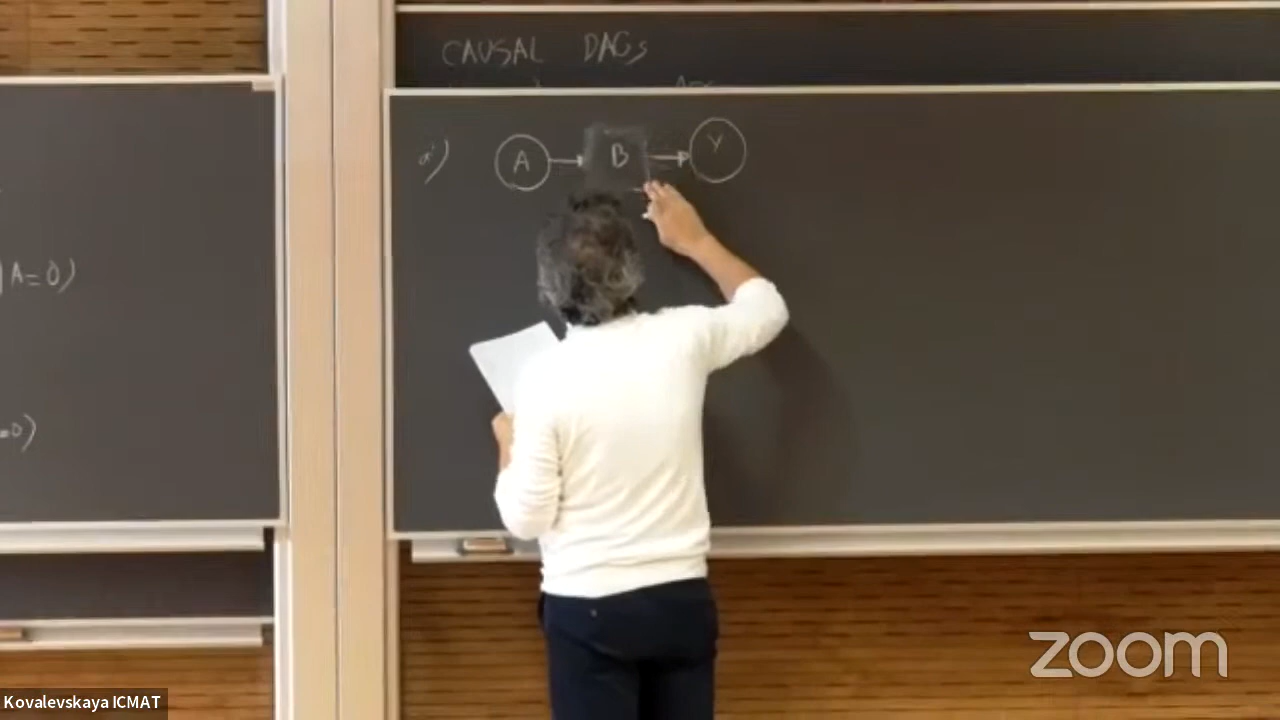 CAUSAL DAGs
a') A → B → Y
|A=0)
=0)
zoom
Kovalevskaya ICMAT